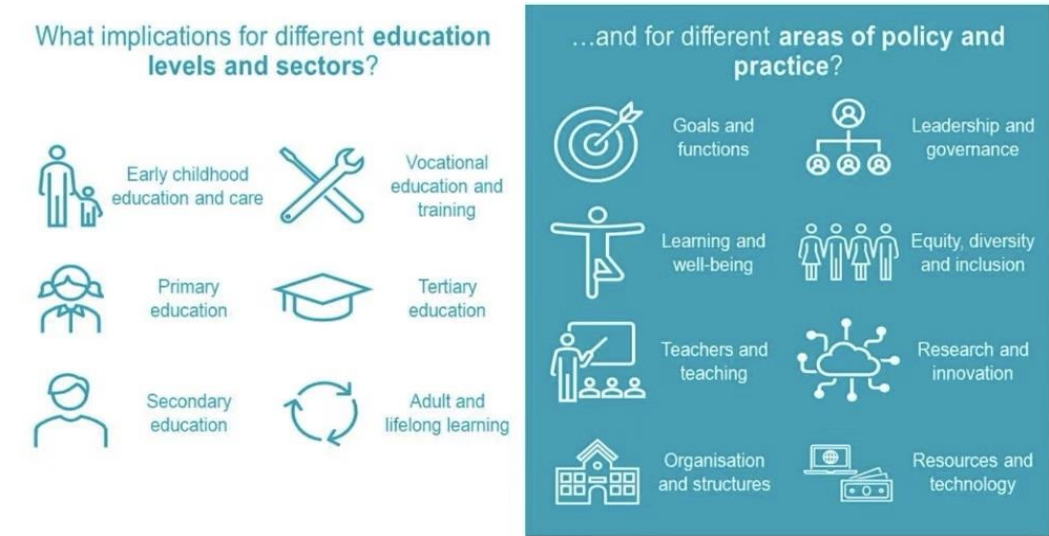 What implications for different education
levels and sectors?
Early childhood
education and care
Vocational
education and
training
Primary
education
Tertiary
education
Secondary
education
Adult and
lifelong learning
...and for different areas of policy and
practice?
Goals and
functions
Leadership and
governance
Learning and
well-being
Equity, diversity
and inclusion
Teachers and
teaching
Research and
innovation
Organisation
and structures
Resources and
technology